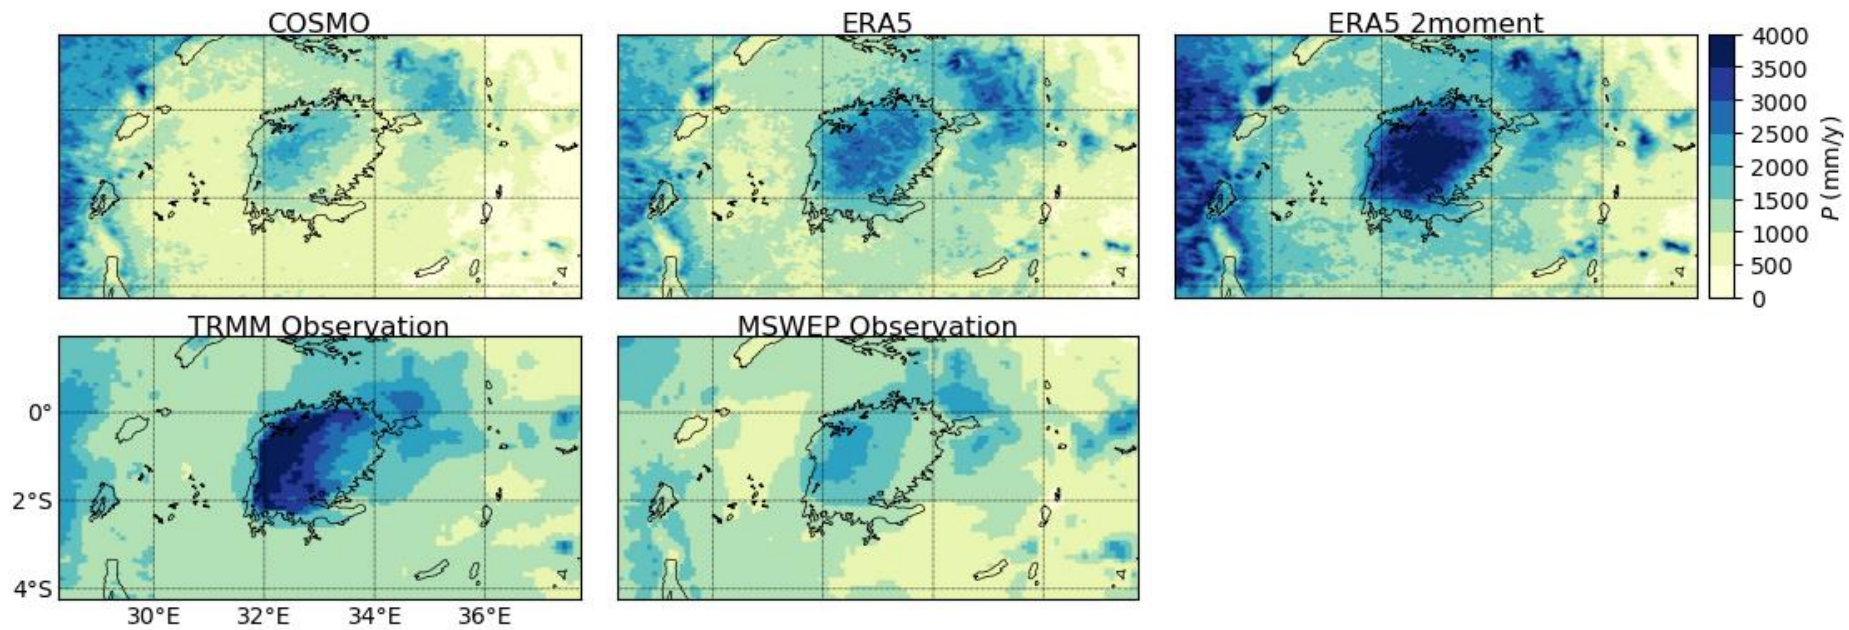 COSMO
ERA5
ERA5 2moment
4000
3500
3000
2500
2000
1500
1000
500
0
P (mm/y)
TRMM Observation
MSWEP Observation
0°
2°S
4°S
30°E 32°E 34°E 36°E